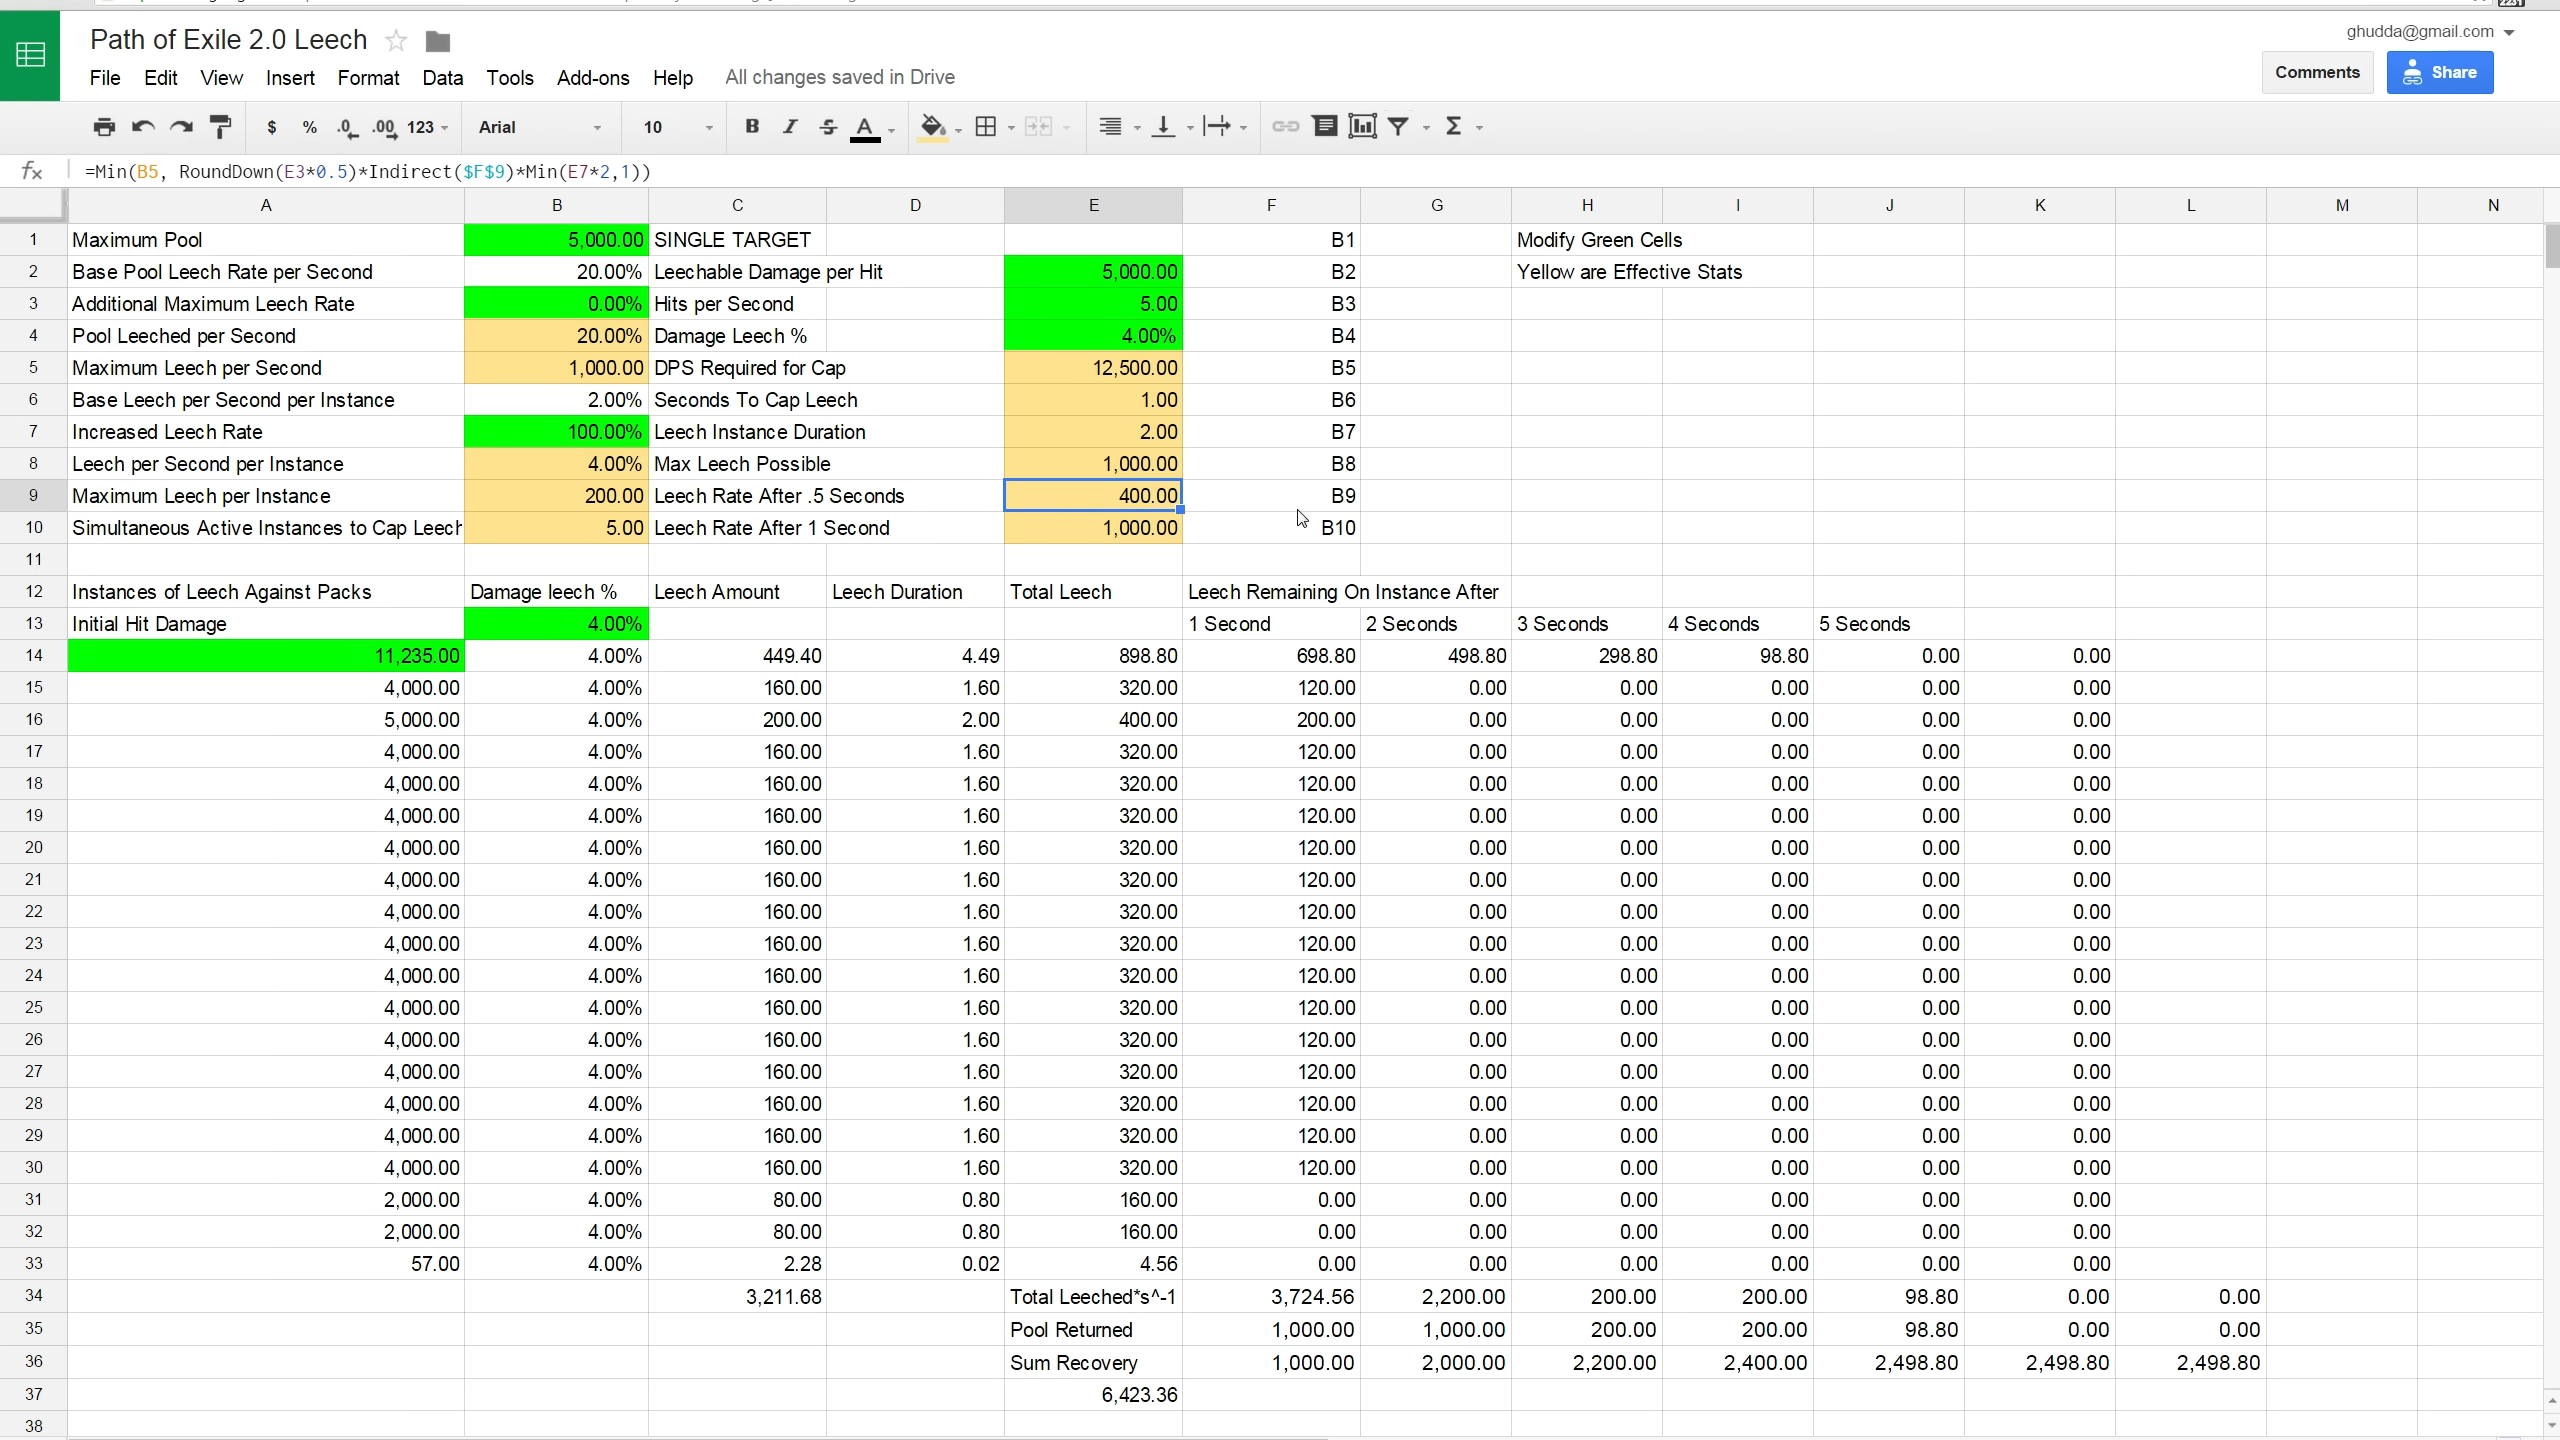 Path of Exile 2.0 Leech
ghudda@gmail.com
File Edit View Insert Format Data Tools Add-ons Help All changes saved in Drive
Comments Share
$ % .0 .00 123 Arial 10 B I S A Σ
fx =Min(B5, RoundDown(E3*0.5)*Indirect($F$9)*Min(E7*2,1))
A B C D E F G H I J K L M N
1 Maximum Pool 5,000.00 SINGLE TARGET B1 Modify Green Cells
2 Base Pool Leech Rate per Second 20.00% Leechable Damage per Hit 5,000.00 B2 Yellow are Effective Stats
3 Additional Maximum Leech Rate 0.00% Hits per Second 5.00 B3
4 Pool Leeched per Second 20.00% Damage Leech % 4.00% B4
5 Maximum Leech per Second 1,000.00 DPS Required for Cap 12,500.00 B5
6 Base Leech per Second per Instance 2.00% Seconds To Cap Leech 1.00 B6
7 Increased Leech Rate 100.00% Leech Instance Duration 2.00 B7
8 Leech per Second per Instance 4.00% Max Leech Possible 1,000.00 B8
9 Maximum Leech per Instance 200.00 Leech Rate After .5 Seconds 400.00 B9
10 Simultaneous Active Instances to Cap Leech 5.00 Leech Rate After 1 Second 1,000.00 B10
11
12 Instances of Leech Against Packs Damage leech % Leech Amount Leech Duration Total Leech Leech Remaining On Instance After
13 Initial Hit Damage 4.00% 1 Second 2 Seconds 3 Seconds 4 Seconds 5 Seconds
14 11,235.00 4.00% 449.40 4.49 898.80 698.80 498.80 298.80 98.80 0.00 0.00
15 4,000.00 4.00% 160.00 1.60 320.00 120.00 0.00 0.00 0.00 0.00 0.00
16 5,000.00 4.00% 200.00 2.00 400.00 200.00 0.00 0.00 0.00 0.00 0.00
17 4,000.00 4.00% 160.00 1.60 320.00 120.00 0.00 0.00 0.00 0.00 0.00
18 4,000.00 4.00% 160.00 1.60 320.00 120.00 0.00 0.00 0.00 0.00 0.00
19 4,000.00 4.00% 160.00 1.60 320.00 120.00 0.00 0.00 0.00 0.00 0.00
20 4,000.00 4.00% 160.00 1.60 320.00 120.00 0.00 0.00 0.00 0.00 0.00
21 4,000.00 4.00% 160.00 1.60 320.00 120.00 0.00 0.00 0.00 0.00 0.00
22 4,000.00 4.00% 160.00 1.60 320.00 120.00 0.00 0.00 0.00 0.00 0.00
23 4,000.00 4.00% 160.00 1.60 320.00 120.00 0.00 0.00 0.00 0.00 0.00
24 4,000.00 4.00% 160.00 1.60 320.00 120.00 0.00 0.00 0.00 0.00 0.00
25 4,000.00 4.00% 160.00 1.60 320.00 120.00 0.00 0.00 0.00 0.00 0.00
26 4,000.00 4.00% 160.00 1.60 320.00 120.00 0.00 0.00 0.00 0.00 0.00
27 4,000.00 4.00% 160.00 1.60 320.00 120.00 0.00 0.00 0.00 0.00 0.00
28 4,000.00 4.00% 160.00 1.60 320.00 120.00 0.00 0.00 0.00 0.00 0.00
29 4,000.00 4.00% 160.00 1.60 320.00 120.00 0.00 0.00 0.00 0.00 0.00
30 4,000.00 4.00% 160.00 1.60 320.00 120.00 0.00 0.00 0.00 0.00 0.00
31 2,000.00 4.00% 80.00 0.80 160.00 0.00 0.00 0.00 0.00 0.00 0.00
32 2,000.00 4.00% 80.00 0.80 160.00 0.00 0.00 0.00 0.00 0.00 0.00
33 57.00 4.00% 2.28 0.02 4.56 0.00 0.00 0.00 0.00 0.00 0.00
34 3,211.68 Total Leeched*s^-1 3,724.56 2,200.00 200.00 200.00 98.80 0.00 0.00
35 Pool Returned 1,000.00 1,000.00 200.00 200.00 98.80 0.00 0.00
36 Sum Recovery 1,000.00 2,000.00 2,200.00 2,400.00 2,498.80 2,498.80 2,498.80
37 6,423.36
38